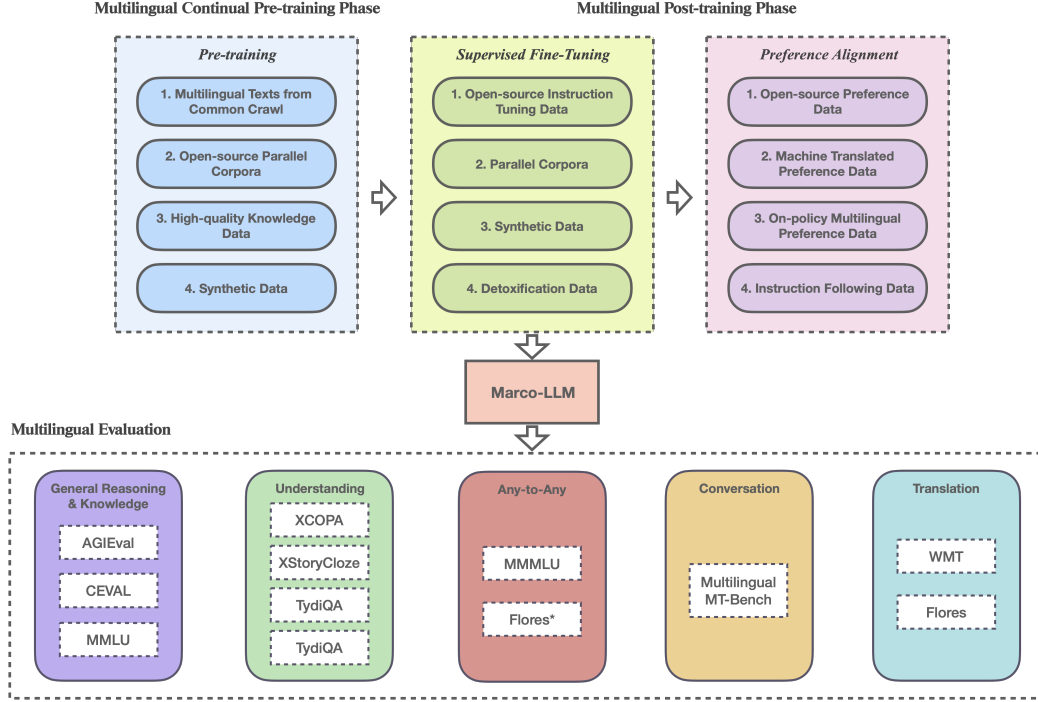 Multilingual Continual Pre-training Phase
Multilingual Post-training Phase
Pre-training
1. Multilingual Texts from
Common Crawl
2. Open-source Parallel
Corpora
3. High-quality Knowledge
Data
4. Synthetic Data
Supervised Fine-Tuning
1. Open-source Instruction
Tuning Data
2. Parallel Corpora
3. Synthetic Data
4. Detoxification Data
Preference Alignment
1. Open-source Preference
Data
2. Machine Translated
Preference Data
3. On-policy Multilingual
Preference Data
4. Instruction Following Data
Marco-LLM
Multilingual Evaluation
General Reasoning
& Knowledge
AGIEval
CEVAL
MMLU
Understanding
XCOPA
XStoryCloze
TydiQA
TydiQA
Any-to-Any
MMMLU
Flores*
Conversation
Multilingual
MT-Bench
Translation
WMT
Flores